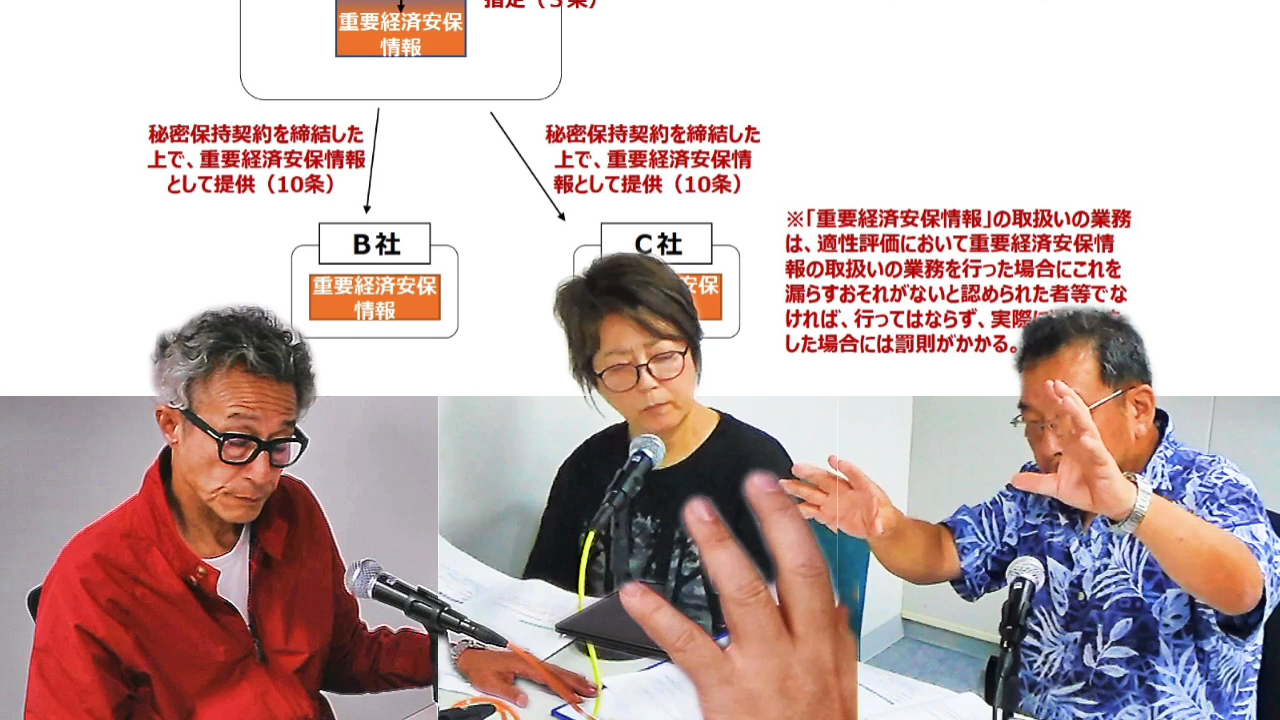 指定（３条）
重要経済安保
情報
秘密保持契約を締結した
上で、重要経済安保情報
として提供（10条）
秘密保持契約を締結した
上で、重要経済安保情
報として提供（10条）
B社
重要経済安保
情報
C社
安保
※「重要経済安保情報」の取扱いの業務
は、適性評価において重要経済安保情
報の取扱いの業務を行った場合にこれを
漏らすおそれがないと認められた者等でな
ければ、行ってはならず、実際に
した場合には罰則がかかる。